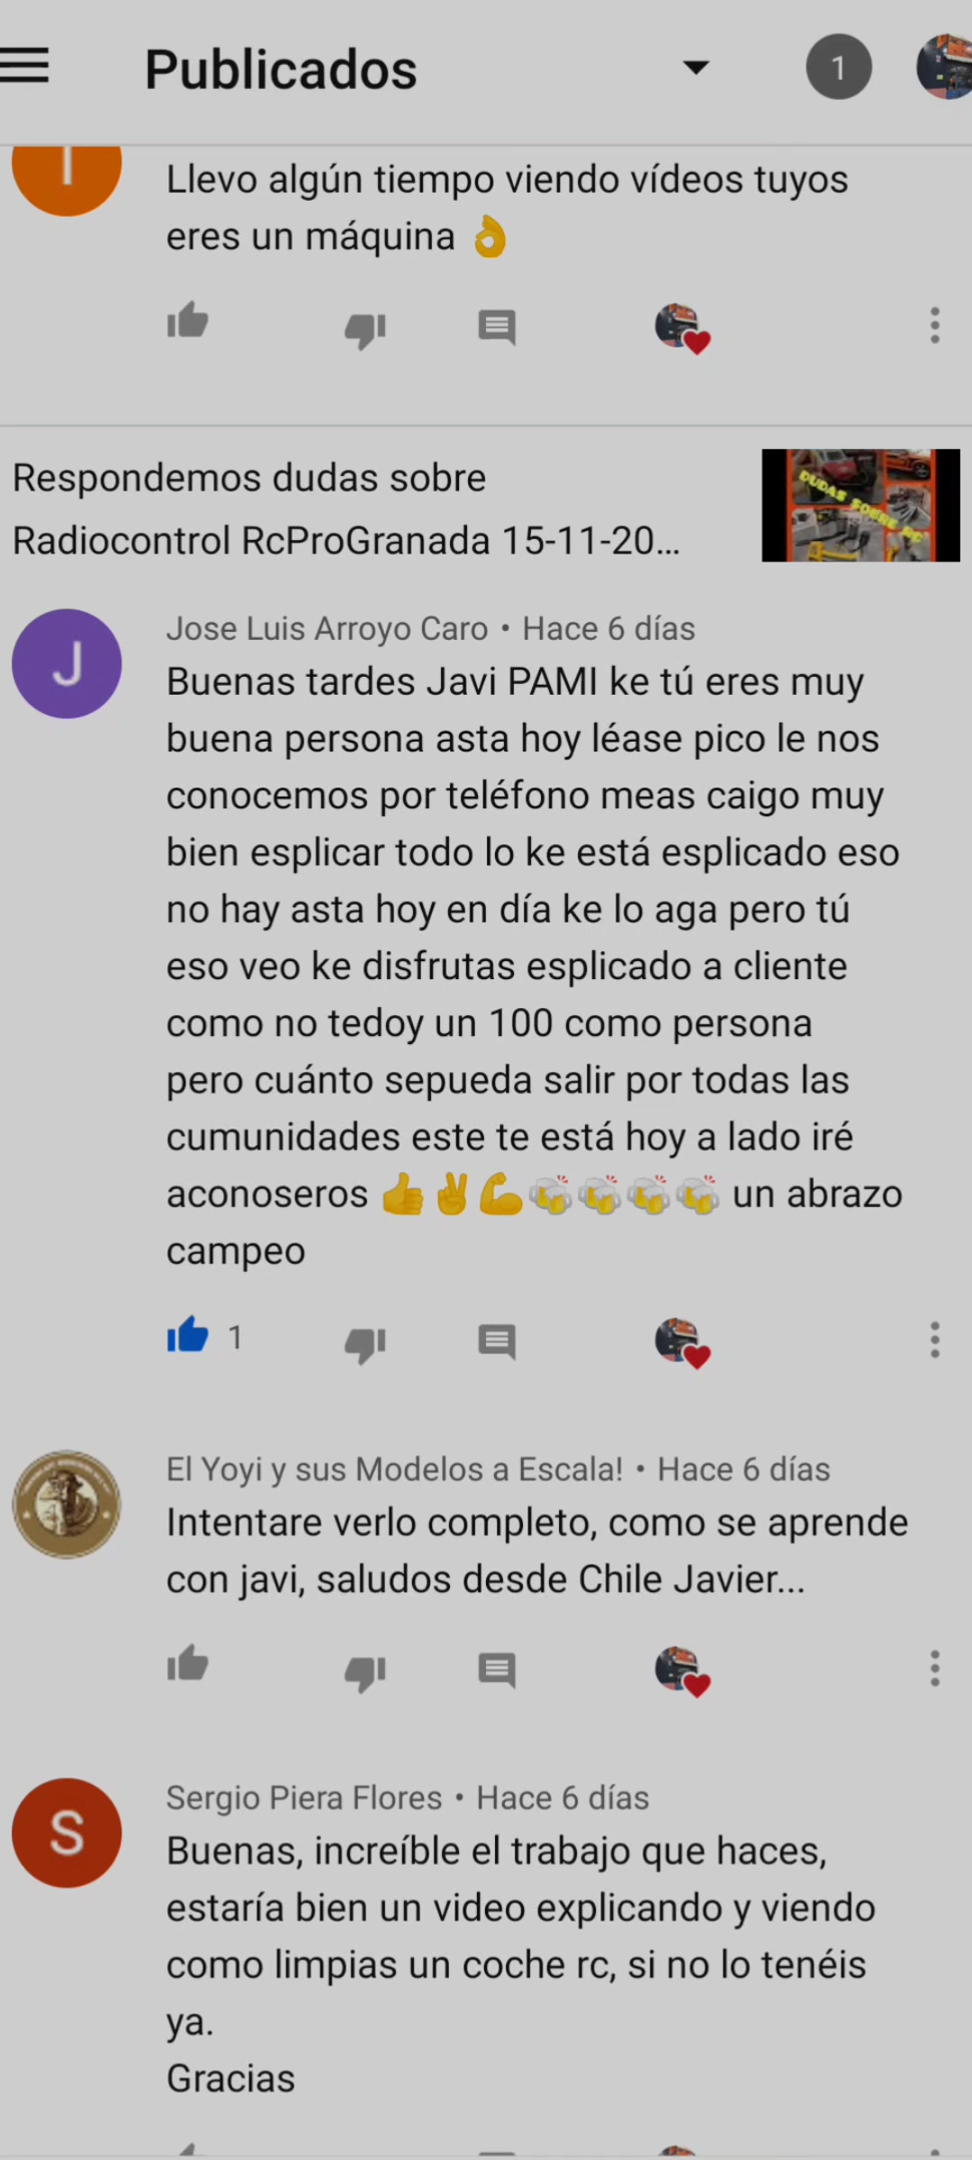 Publicados
1
Llevo algún tiempo viendo vídeos tuyos
eres un máquina 👌
Respondemos dudas sobre
Radiocontrol RcProGranada 15-11-20...
DUDAS SOBRE RC
J
Jose Luis Arroyo Caro • Hace 6 días
Buenas tardes Javi PAMI ke tú eres muy
buena persona asta hoy léase pico le nos
conocemos por teléfono meas caigo muy
bien esplicar todo lo ke está esplicado eso
no hay asta hoy en día ke lo aga pero tú
eso veo ke disfrutas esplicado a cliente
como no tedoy un 100 como persona
pero cuánto sepueda salir por todas las
cumunidades este te está hoy a lado iré
aconoseros 👍✌💪🍻🍻🍻🍻 un abrazo
campeo
1
El Yoyi y sus Modelos a Escala! • Hace 6 días
Intentare verlo completo, como se aprende
con javi, saludos desde Chile Javier...
S
Sergio Piera Flores • Hace 6 días
Buenas, increíble el trabajo que haces,
estaría bien un video explicando y viendo
como limpias un coche rc, si no lo tenéis
ya.
Gracias